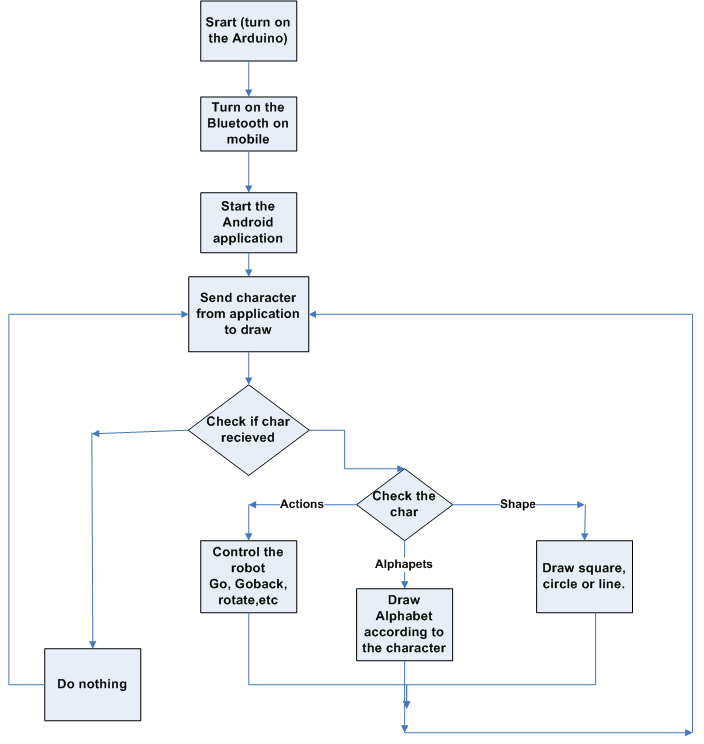 Srart (turn on
the Arduino)
Turn on the
Bluetooth on
mobile
Start the
Android
application
Send character
from application
to draw
Check if char
recieved
Check the
char
Actions
Shape
Alphapets
Control the
robot
Go, Goback,
rotate,etc
Draw square,
circle or line.
Draw
Alphabet
according to
the character
Do nothing